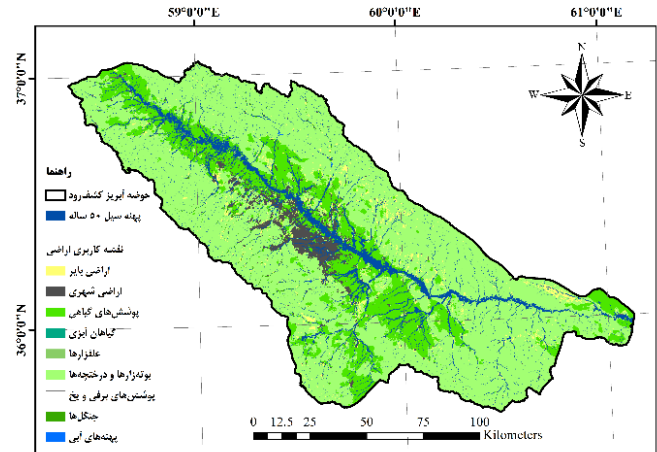 59°0'0"E
60°0'0"E
61°0'0"E
37°0'0"N
36°0'0"N
N
W
E
S
راهنما
حوضه آبریز کشف‌رود
پهنه سیل ۵۰ ساله
نقشه کاربری اراضی
اراضی بایر
اراضی شهری
پوشش‌های گیاهی
گیاهان آبزی
علفزارها
بوته‌زارها و درختچه‌ها
پوشش‌های برفی و یخ
جنگل‌ها
پهنه‌های آبی
0 12.5 25 50 75 100
Kilometers